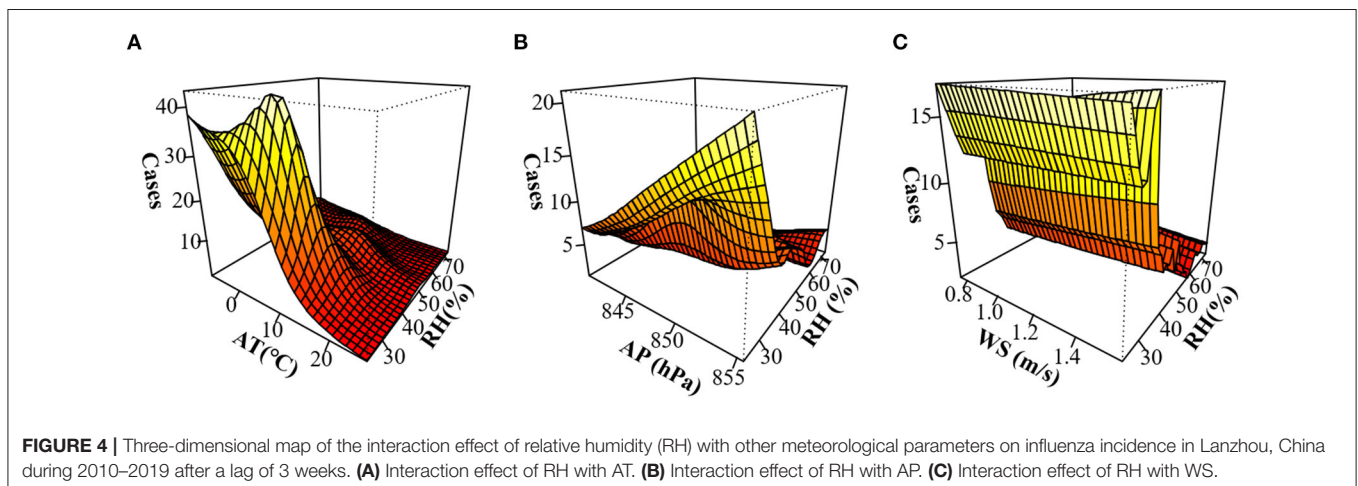 A
B
C
40
30
20
10
Cases
0
10
20
AT(°C)
30
40
50
60
70
RH(%)
20
15
10
5
Cases
845
850
855
AP (hPa)
30
40
50
60
70
RH (%)
15
10
5
Cases
0.8
1.0
1.2
1.4
WS (m/s)
30
40
50
60
70
RH(%)
FIGURE 4 | Three-dimensional map of the interaction effect of relative humidity (RH) with other meteorological parameters on influenza incidence in Lanzhou, China
during 2010–2019 after a lag of 3 weeks. (A) Interaction effect of RH with AT. (B) Interaction effect of RH with AP. (C) Interaction effect of RH with WS.